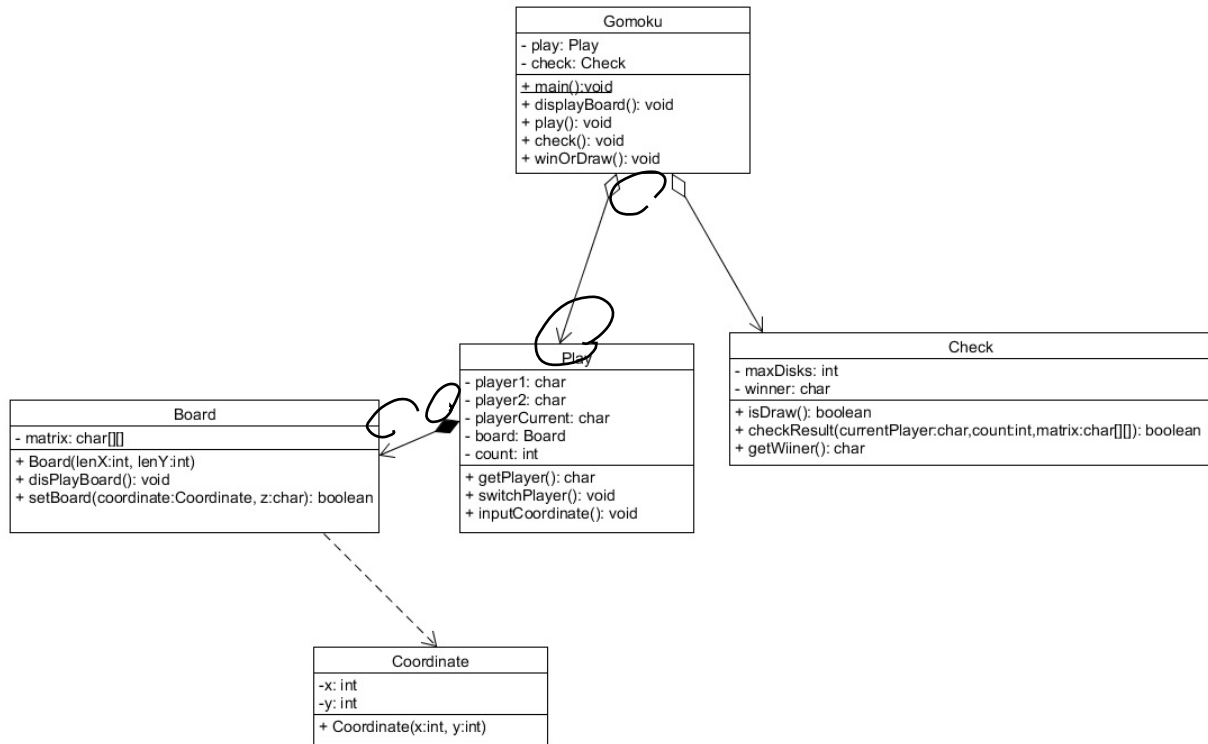 Gomoku
- play: Play
- check: Check
+ main():void
+ displayBoard(): void
+ play(): void
+ check(): void
+ winOrDraw(): void
Play
- player1: char
- player2: char
- playerCurrent: char
- board: Board
- count: int
+ getPlayer(): char
+ switchPlayer(): void
+ inputCoordinate(): void
Check
- maxDisks: int
- winner: char
+ isDraw(): boolean
+ checkResult(currentPlayer:char,count:int,matrix:char[][]): boolean
+ getWiiner(): char
Board
- matrix: char[][]
+ Board(lenX:int, lenY:int)
+ disPlayBoard(): void
+ setBoard(coordinate:Coordinate, z:char): boolean
Coordinate
-x: int
-y: int
+ Coordinate(x:int, y:int)